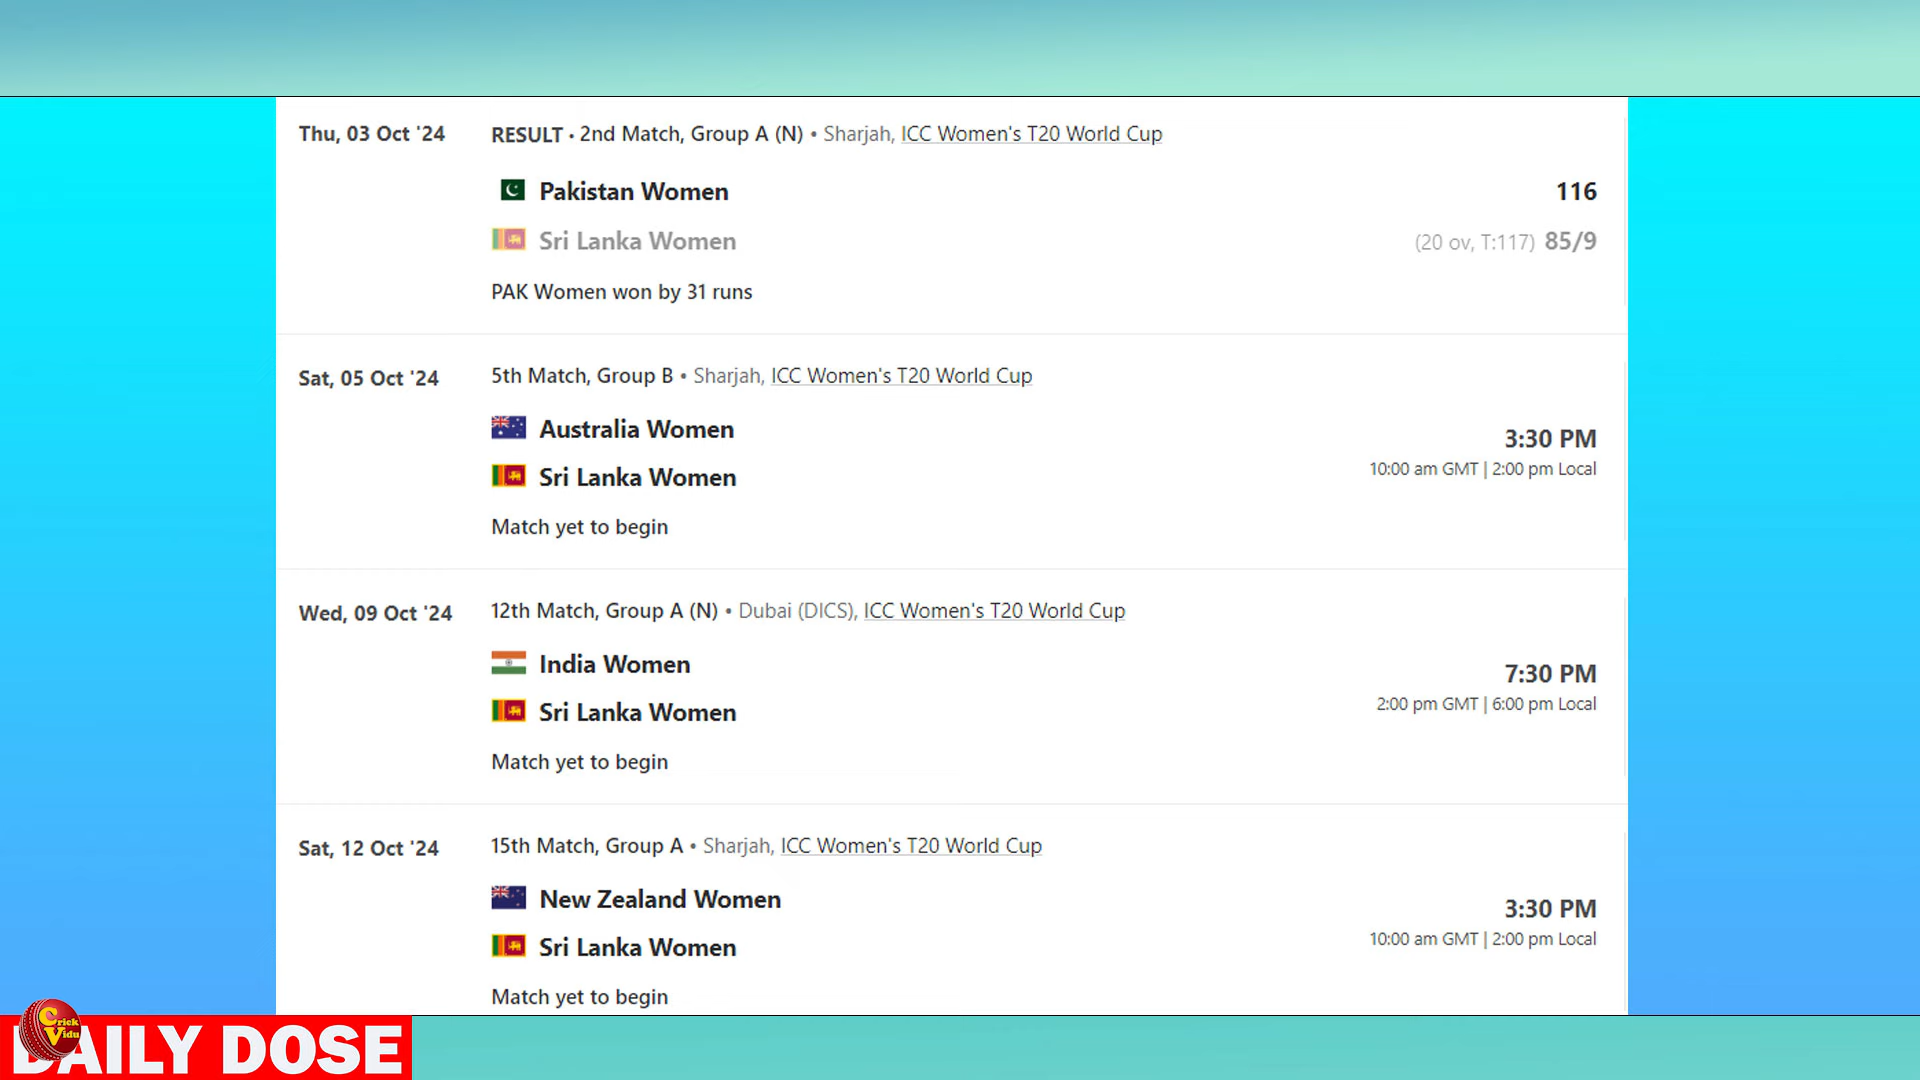 Thu, 03 Oct '24
RESULT • 2nd Match, Group A (N) • Sharjah, ICC Women's T20 World Cup
Pakistan Women 116
Sri Lanka Women (20 ov, T:117) 85/9
PAK Women won by 31 runs
Sat, 05 Oct '24
5th Match, Group B • Sharjah, ICC Women's T20 World Cup
Australia Women
3:30 PM
Sri Lanka Women
10:00 am GMT | 2:00 pm Local
Match yet to begin
Wed, 09 Oct '24
12th Match, Group A (N) • Dubai (DICS), ICC Women's T20 World Cup
India Women
7:30 PM
Sri Lanka Women
2:00 pm GMT | 6:00 pm Local
Match yet to begin
Sat, 12 Oct '24
15th Match, Group A • Sharjah, ICC Women's T20 World Cup
New Zealand Women
3:30 PM
Sri Lanka Women
10:00 am GMT | 2:00 pm Local
Match yet to begin
Crick
Vidu
DAILY DOSE